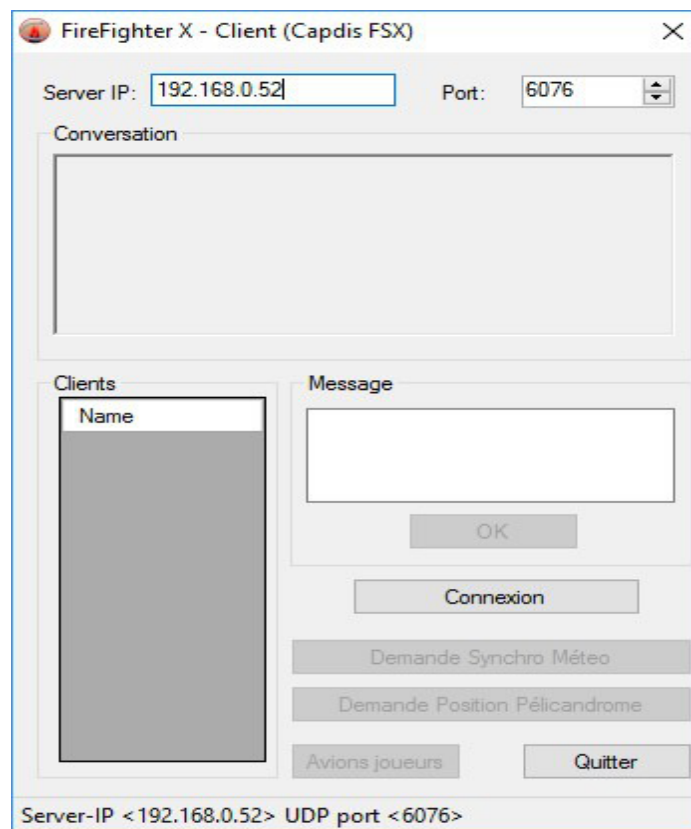 FireFighter X - Client (Capdis FSX)
Server IP: 192.168.0.52 Port: 6076
Conversation
Clients
Message
Name
OK
Connexion
Demande Synchro Méteo
Demande Position Pélicandrome
Avions joueurs Quitter
Server-IP <192.168.0.52> UDP port <6076>